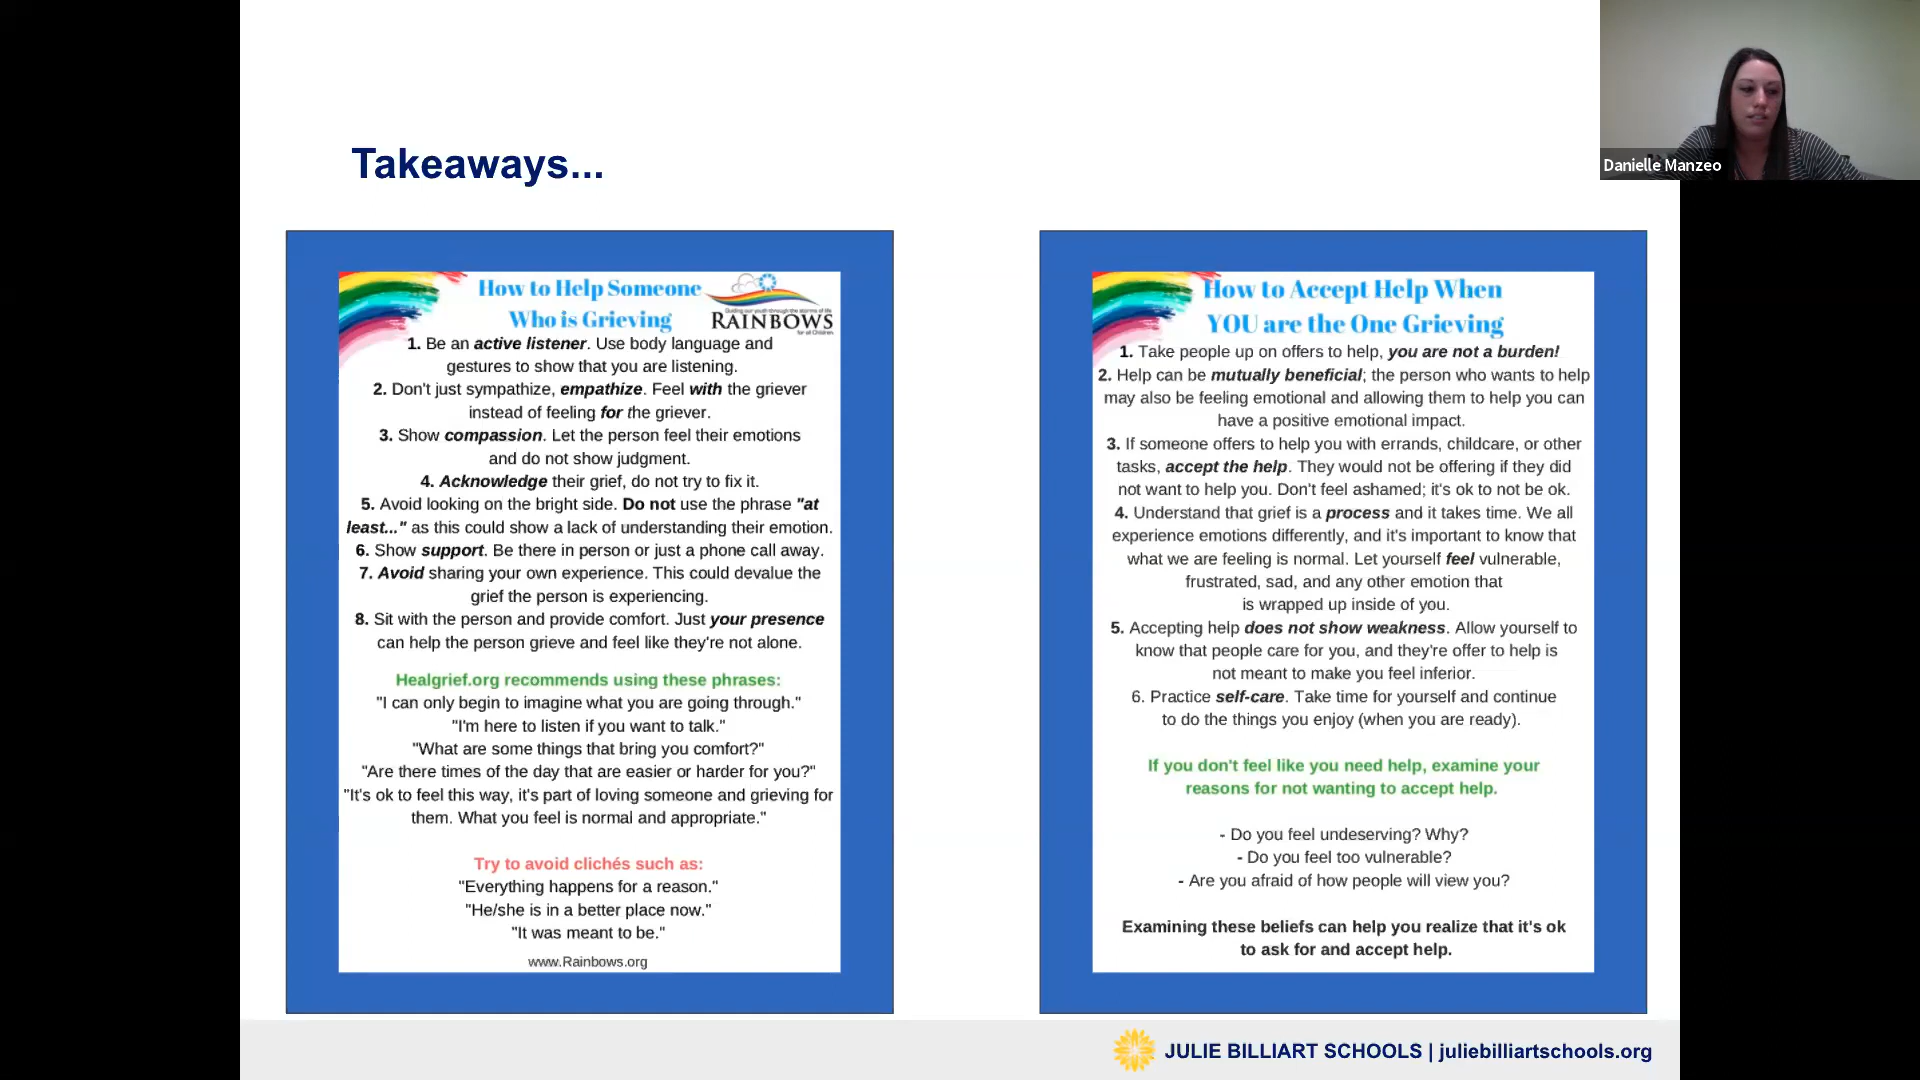 Takeaways...
Danielle Manzeo
How to Help Someone
Who is Grieving
Guiding our youth through the storms of life
RAINBOWS
for all Children
1. Be an active listener. Use body language and
gestures to show that you are listening.
2. Don't just sympathize, empathize. Feel with the griever
instead of feeling for the griever.
3. Show compassion. Let the person feel their emotions
and do not show judgment.
4. Acknowledge their grief, do not try to fix it.
5. Avoid looking on the bright side. Do not use the phrase "at
least..." as this could show a lack of understanding their emotion.
6. Show support. Be there in person or just a phone call away.
7. Avoid sharing your own experience. This could devalue the
grief the person is experiencing.
8. Sit with the person and provide comfort. Just your presence
can help the person grieve and feel like they're not alone.
Healgrief.org recommends using these phrases:
"I can only begin to imagine what you are going through."
"I'm here to listen if you want to talk."
"What are some things that bring you comfort?"
"Are there times of the day that are easier or harder for you?"
"It's ok to feel this way, it's part of loving someone and grieving for
them. What you feel is normal and appropriate."
Try to avoid clichés such as:
"Everything happens for a reason."
"He/she is in a better place now."
"It was meant to be."
www.Rainbows.org
How to Accept Help When
YOU are the One Grieving
1. Take people up on offers to help, you are not a burden!
2. Help can be mutually beneficial; the person who wants to help
may also be feeling emotional and allowing them to help you can
have a positive emotional impact.
3. If someone offers to help you with errands, childcare, or other
tasks, accept the help. They would not be offering if they did
not want to help you. Don't feel ashamed; it's ok to not be ok.
4. Understand that grief is a process and it takes time. We all
experience emotions differently, and it's important to know that
what we are feeling is normal. Let yourself feel vulnerable,
frustrated, sad, and any other emotion that
is wrapped up inside of you.
5. Accepting help does not show weakness. Allow yourself to
know that people care for you, and they're offer to help is
not meant to make you feel inferior.
6. Practice self-care. Take time for yourself and continue
to do the things you enjoy (when you are ready).
If you don't feel like you need help, examine your
reasons for not wanting to accept help.
- Do you feel undeserving? Why?
- Do you feel too vulnerable?
- Are you afraid of how people will view you?
Examining these beliefs can help you realize that it's ok
to ask for and accept help.
JULIE BILLIART SCHOOLS | juliebilliartschools.org